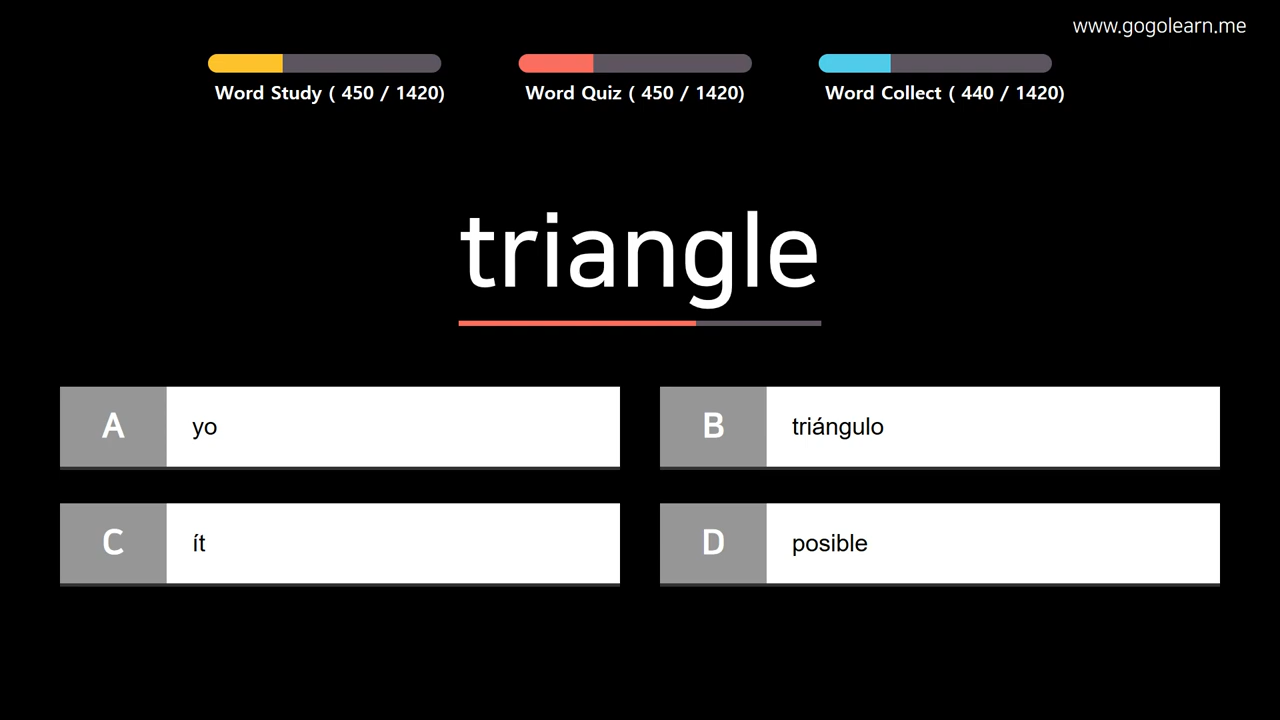 www.gogolearn.me
Word Study ( 450 / 1420)
Word Quiz ( 450 / 1420)
Word Collect ( 440 / 1420)
triangle
A yo
B triángulo
C ít
D posible